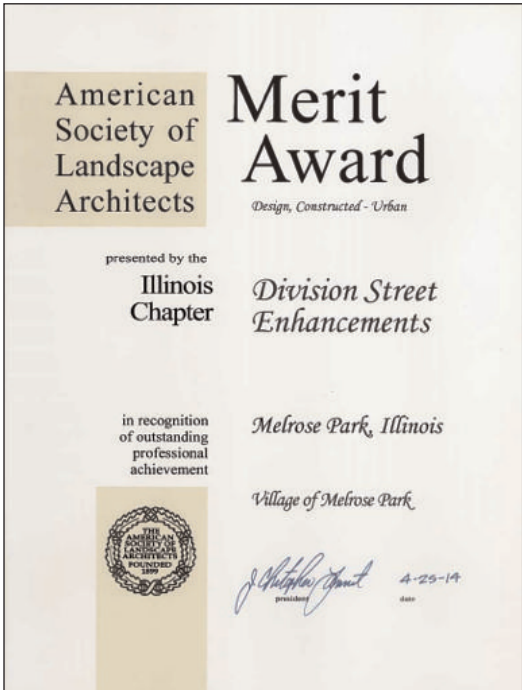 American
Society of
Landscape
Architects
Merit
Award
Design, Constructed - Urban
presented by the
Illinois
Chapter
Division Street
Enhancements
in recognition
of outstanding
professional
achievement
Melrose Park, Illinois
Village of Melrose Park
THE
AMERICAN
SOCIETY OF
LANDSCAPE
ARCHITECTS
FOUNDED
1899
J. Christopher
4-25-14
president
date